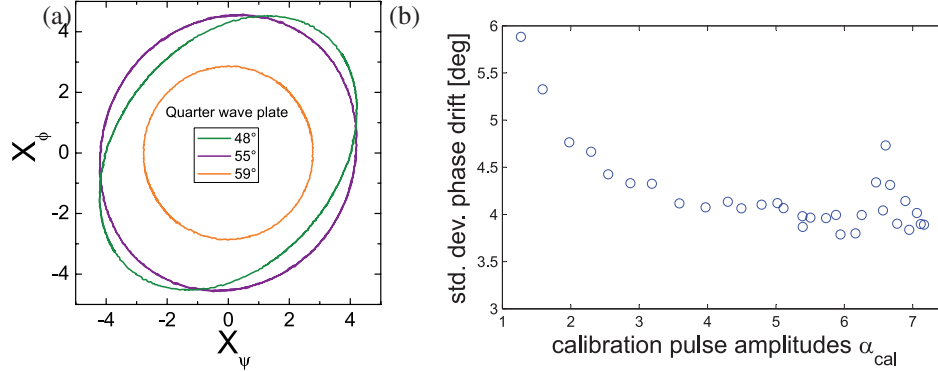 (a)
4
2
0
-2
-4
-4 -2 0 2 4
X_ϕ
X_ψ
Quarter wave plate
48°
55°
59°
(b)
6
5.5
5
4.5
4
3.5
3
1 2 3 4 5 6 7
std. dev. phase drift [deg]
calibration pulse amplitudes α_cal